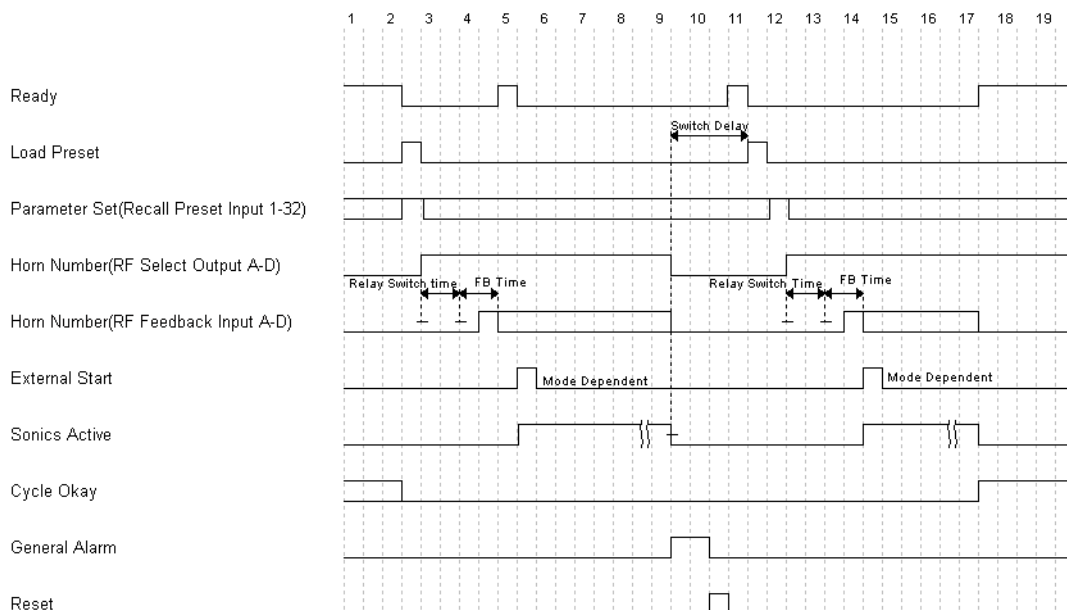 1 2 3 4 5 6 7 8 9 10 11 12 13 14 15 16 17 18 19
Ready
Switch Delay
Load Preset
Parameter Set(Recall Preset Input 1-32)
Horn Number(RF Select Output A-D)
Relay Switch time FB Time Relay Switch Time FB Time
Horn Number(RF Feedback Input A-D)
External Start
Mode Dependent Mode Dependent
Sonics Active
Cycle Okay
General Alarm
Reset